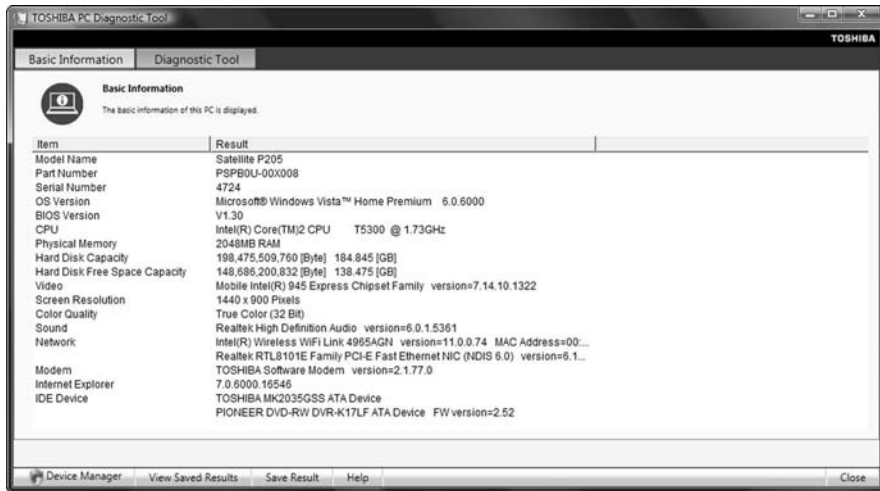 TOSHIBA PC Diagnostic Tool
TOSHIBA
Basic Information Diagnostic Tool
Basic Information
The basic information of this PC is displayed.
Item Result
Model Name Satellite P205
Part Number PSPB0U-00X008
Serial Number 4724
OS Version Microsoft® Windows Vista™ Home Premium 6.0.6000
BIOS Version V1.30
CPU Intel(R) Core(TM)2 CPU T5300 @ 1.73GHz
Physical Memory 2048MB RAM
Hard Disk Capacity 198,475,509,760 [Byte] 184.845 [GB]
Hard Disk Free Space Capacity 148,686,200,832 [Byte] 138.475 [GB]
Video Mobile Intel(R) 945 Express Chipset Family version=7.14.10.1322
Screen Resolution 1440 x 900 Pixels
Color Quality True Color (32 Bit)
Sound Realtek High Definition Audio version=6.0.1.5361
Network Intel(R) Wireless WiFi Link 4965AGN version=11.0.0.74 MAC Address=00:...
Realtek RTL8101E Family PCI-E Fast Ethernet NIC (NDIS 6.0) version=6.1...
Modem TOSHIBA Software Modem version=2.1.77.0
Internet Explorer 7.0.6000.16546
IDE Device TOSHIBA MK2035GSS ATA Device
PIONEER DVD-RW DVR-K17LF ATA Device FW version=2.52
Device Manager View Saved Results Save Result Help Close